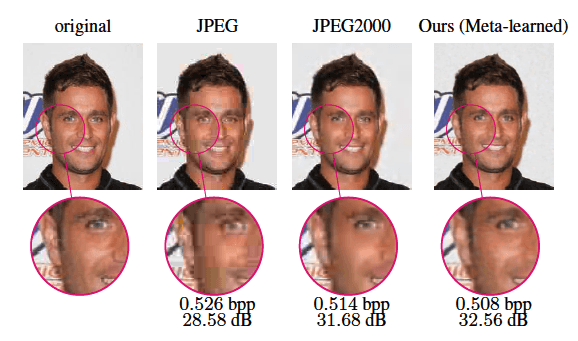 original JPEG JPEG2000 Ours (Meta-learned)
0.526 bpp 0.514 bpp 0.508 bpp
28.58 dB 31.68 dB 32.56 dB